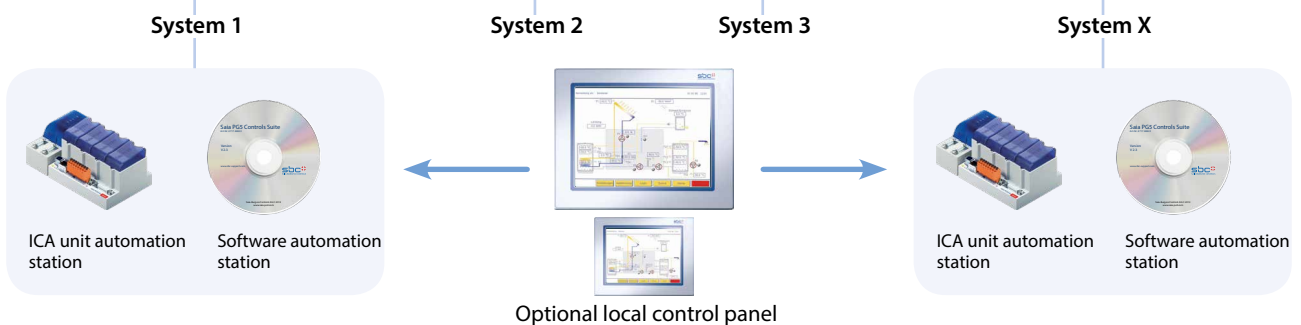 System 1
System 2
System 3
System X
sbc
Saia PG5 Controls Suite
sbc
ICA unit automation
station
Software automation
station
sbc
Optional local control panel
Saia PG5 Controls Suite
sbc
ICA unit automation
station
Software automation
station